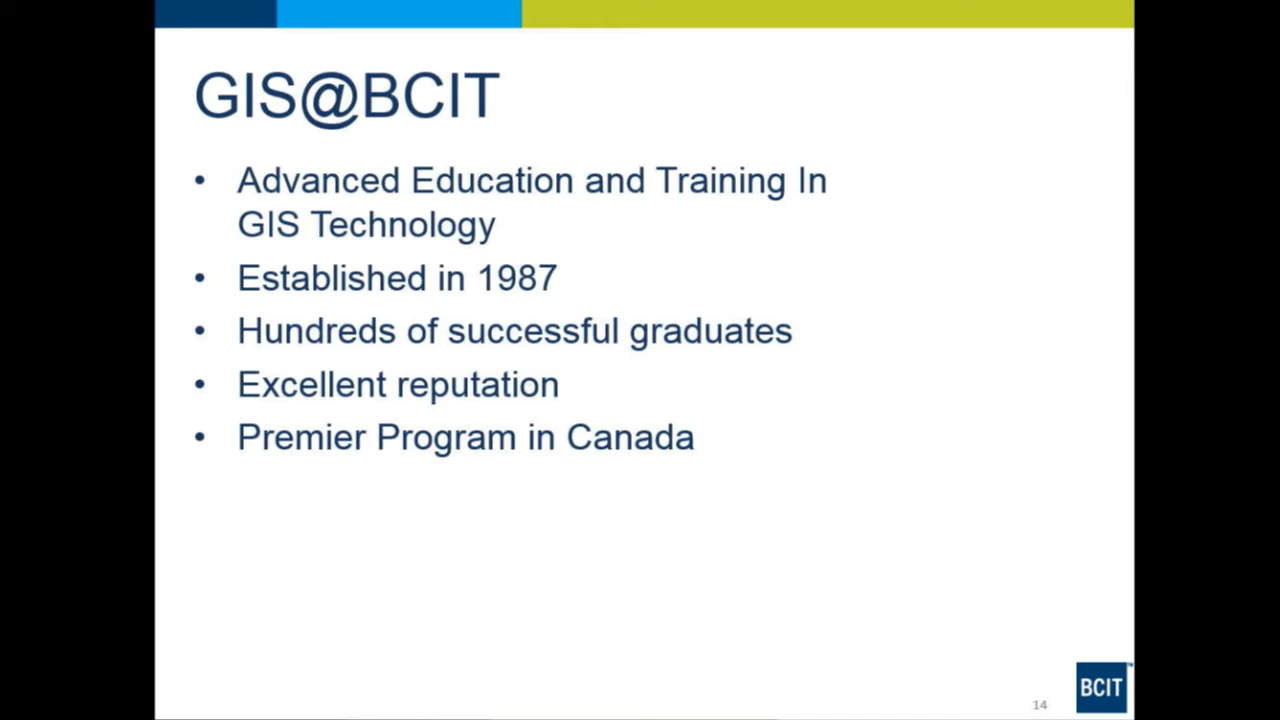 GIS@BCIT
• Advanced Education and Training In
GIS Technology
• Established in 1987
• Hundreds of successful graduates
• Excellent reputation
• Premier Program in Canada
14
BCIT™